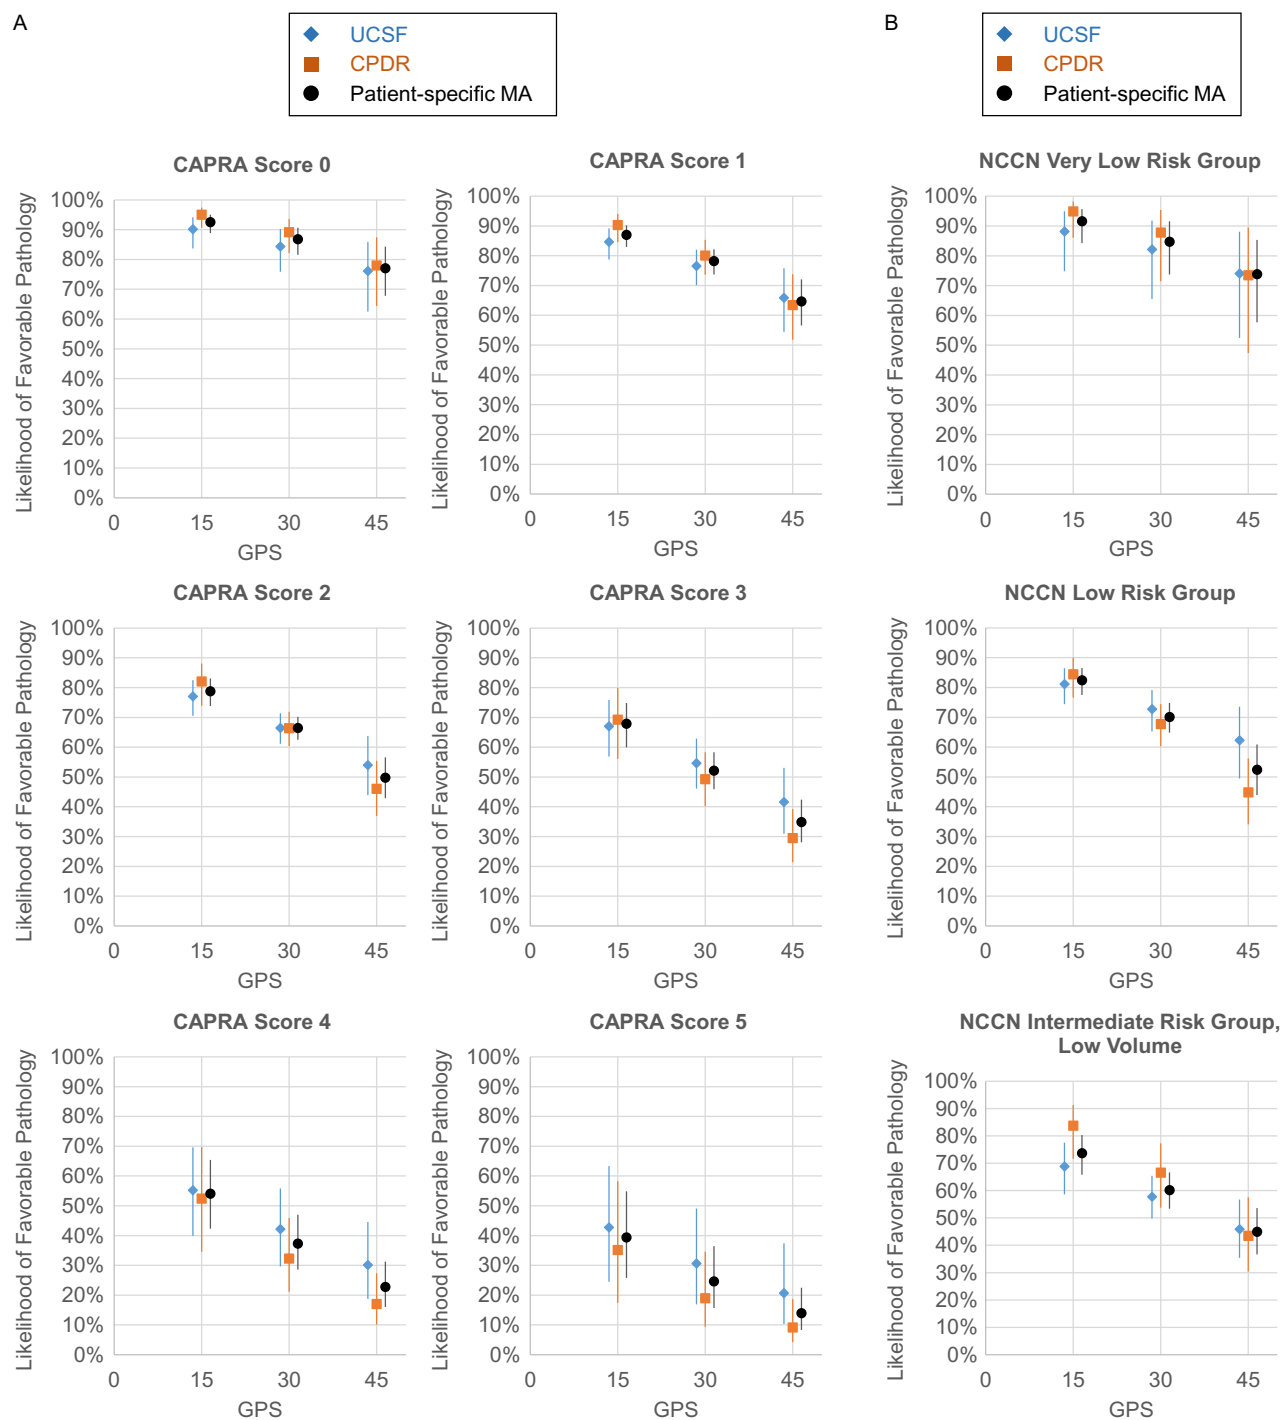 A
UCSF
CPDR
Patient-specific MA
B
UCSF
CPDR
Patient-specific MA
CAPRA Score 0
Likelihood of Favorable Pathology
100%
90%
80%
70%
60%
50%
40%
30%
20%
10%
0%
0 15 30 45
GPS
CAPRA Score 1
Likelihood of Favorable Pathology
100%
90%
80%
70%
60%
50%
40%
30%
20%
10%
0%
0 15 30 45
GPS
NCCN Very Low Risk Group
Likelihood of Favorable Pathology
100%
90%
80%
70%
60%
50%
40%
30%
20%
10%
0%
0 15 30 45
GPS
CAPRA Score 2
Likelihood of Favorable Pathology
100%
90%
80%
70%
60%
50%
40%
30%
20%
10%
0%
0 15 30 45
GPS
CAPRA Score 3
Likelihood of Favorable Pathology
100%
90%
80%
70%
60%
50%
40%
30%
20%
10%
0%
0 15 30 45
GPS
NCCN Low Risk Group
Likelihood of Favorable Pathology
100%
90%
80%
70%
60%
50%
40%
30%
20%
10%
0%
0 15 30 45
GPS
CAPRA Score 4
Likelihood of Favorable Pathology
100%
90%
80%
70%
60%
50%
40%
30%
20%
10%
0%
0 15 30 45
GPS
CAPRA Score 5
Likelihood of Favorable Pathology
100%
90%
80%
70%
60%
50%
40%
30%
20%
10%
0%
0 15 30 45
GPS
NCCN Intermediate Risk Group,
Low Volume
Likelihood of Favorable Pathology
100%
90%
80%
70%
60%
50%
40%
30%
20%
10%
0%
0 15 30 45
GPS